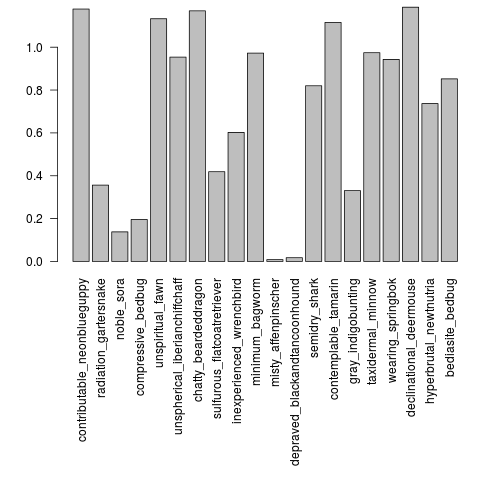 1.0
0.8
0.6
0.4
0.2
0.0
contributable_neonblueguppy
radiation_gartersnake
noble_sora
compressive_bedbug
unspiritual_fawn
unspherical_iberianchiffchaff
chatty_beardeddragon
sulfurous_flatcoatretriever
inexperienced_wrenchbird
minimum_bagworm
misty_affenpinscher
depraved_blackandtancoonhound
semidry_shark
contemplable_tamarin
gray_indigobunting
taxidermal_minnow
wearing_springbok
declinational_deermouse
hyperbrutal_newtnutria
bedlasite_bedbug